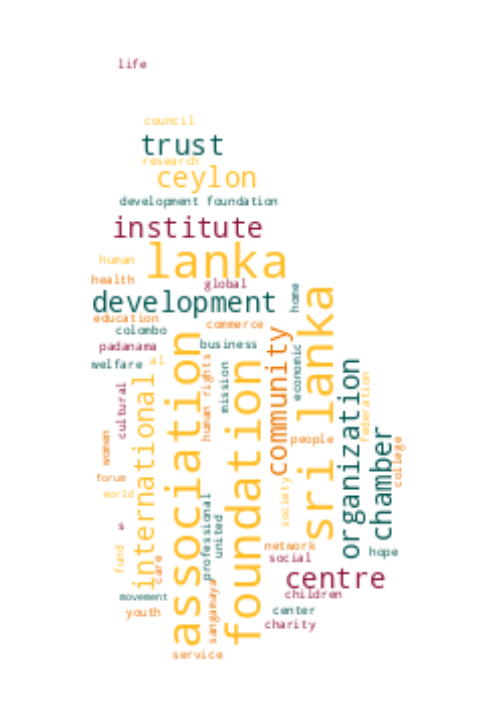 life
council
trust
research
ceylon
development foundation
institute
lanka
human
health
global
development
home
education
colombo
commerce
padanama
business
welfare
al
sri lanka
association
foundation
community
economic
human rights
mission
international
cultural
organization
federation
chamber
college
people
women
forum
world
society
professional
united
s
network
social
hope
fund
care
centre
movement
children
sangamaya
youth
center
charity
service